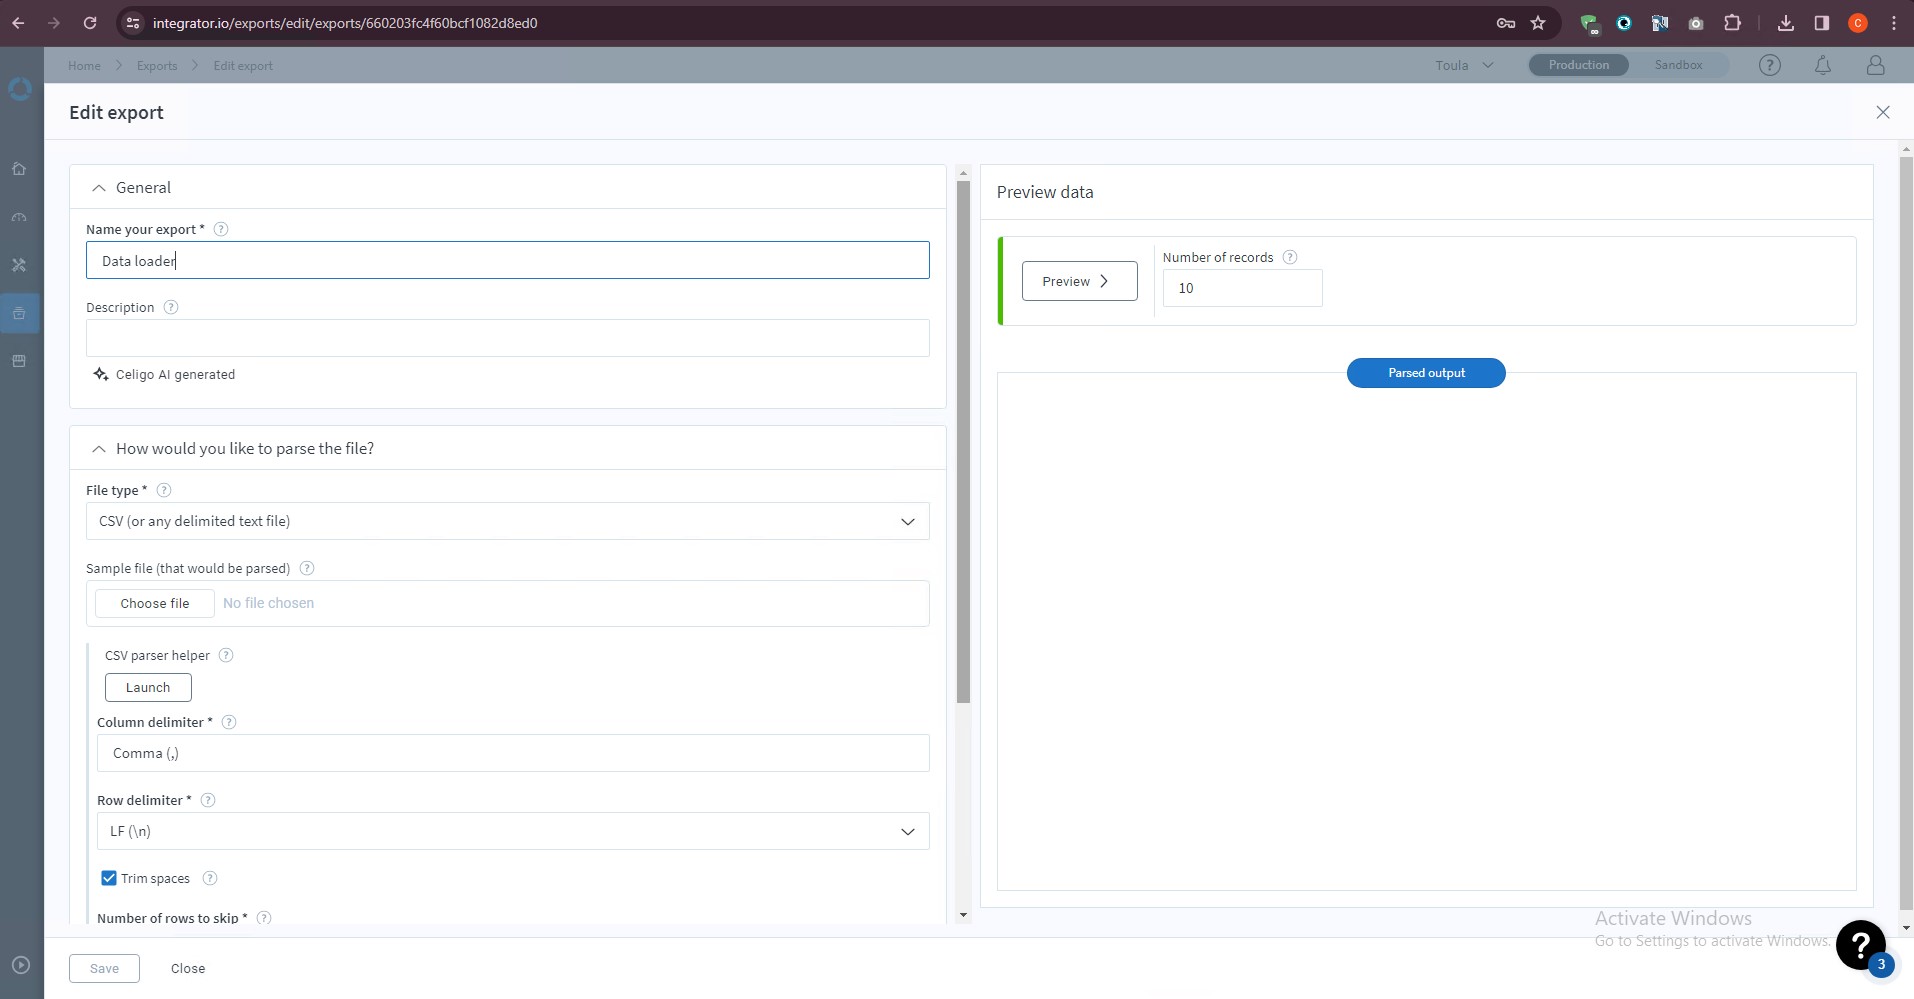 integrator.io/exports/edit/exports/660203fc4f60bcf1082d8ed0
C
Home > Exports > Edit export
Toula
Production
Sandbox
?
Edit export
General
Name your export * ?
Data loader
Description ?
Celigo AI generated
How would you like to parse the file?
File type * ?
CSV (or any delimited text file)
Sample file (that would be parsed) ?
Choose file No file chosen
CSV parser helper ?
Launch
Column delimiter * ?
Comma (,)
Row delimiter * ?
LF (\n)
Trim spaces ?
Number of rows to skip * ?
Save
Close
Preview data
Preview >
Number of records ?
10
Parsed output
Activate Windows
Go to Settings to activate Windows.
?
3